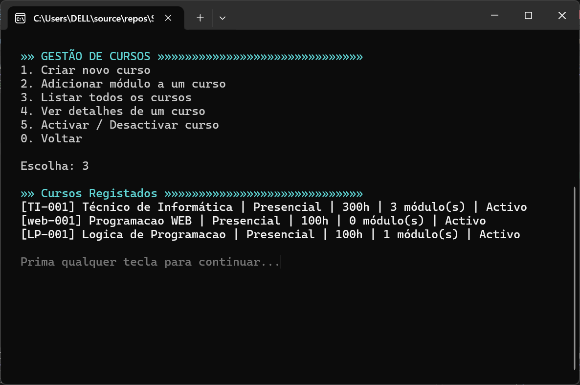 C:\Users\DELL\source\repos\S
»» GESTÃO DE CURSOS »»»»»»»»»»»»»»»»»»»»»»»»»»»»»»
1. Criar novo curso
2. Adicionar módulo a um curso
3. Listar todos os cursos
4. Ver detalhes de um curso
5. Activar / Desactivar curso
0. Voltar
Escolha: 3
»» Cursos Registados »»»»»»»»»»»»»»»»»»»»»»»»»»»»»
[TI-001] Técnico de Informática | Presencial | 300h | 3 módulo(s) | Activo
[web-001] Programacao WEB | Presencial | 100h | 0 módulo(s) | Activo
[LP-001] Logica de Programacao | Presencial | 100h | 1 módulo(s) | Activo
Prima qualquer tecla para continuar...